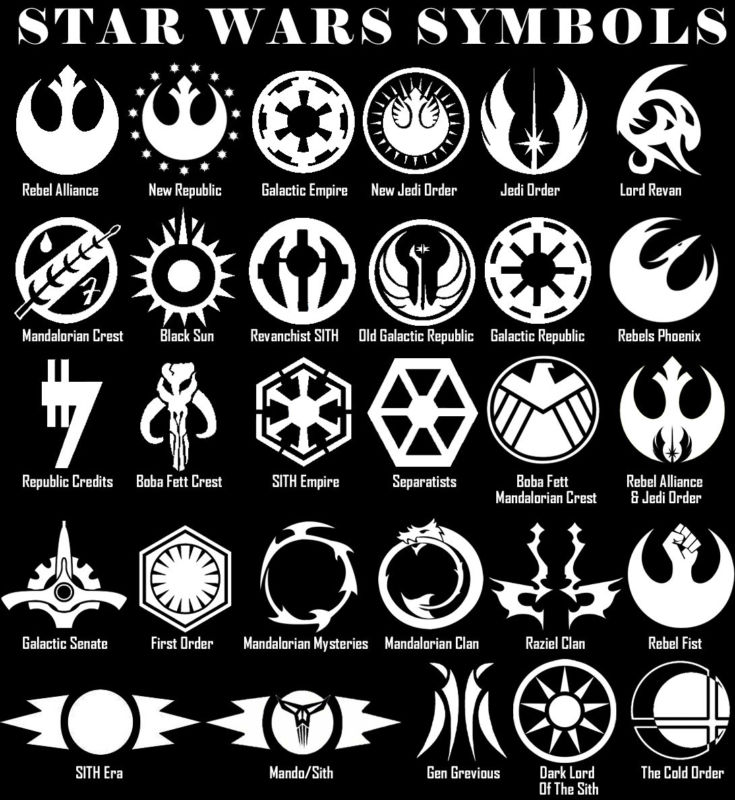 STAR WARS SYMBOLS
Rebel Alliance
New Republic
Galactic Empire
New Jedi Order
Jedi Order
Lord Revan
Mandalorian Crest
Black Sun
Revanchist SITH
Old Galactic Republic
Galactic Republic
Rebels Phoenix
Republic Credits
Boba Fett Crest
SITH Empire
Separatists
Boba Fett
Mandalorian Crest
Rebel Alliance
& Jedi Order
Galactic Senate
First Order
Mandalorian Mysteries
Mandalorian Clan
Raziel Clan
Rebel Fist
SITH Era
Mando/Sith
Gen Grevious
Dark Lord
Of The Sith
The Cold Order